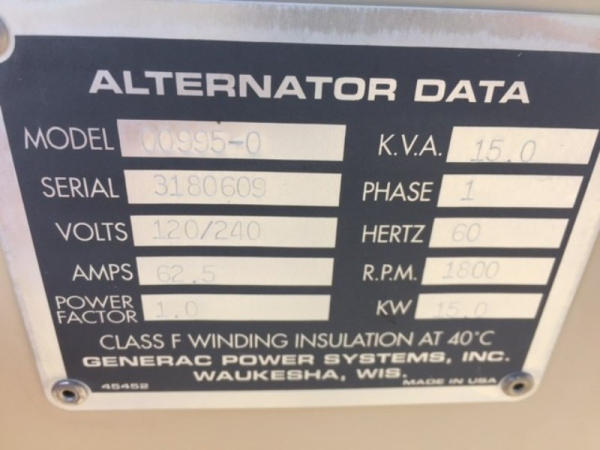 ALTERNATOR DATA
MODEL 00995-0 K.V.A. 15.0
SERIAL 3180609 PHASE 1
VOLTS 120/240 HERTZ 60
AMPS 62.5 R.P.M. 1800
POWER FACTOR 1.0 KW 15.0
CLASS F WINDING INSULATION AT 40°C
GENERAC POWER SYSTEMS, INC.
WAUKESHA, WIS.
45452 MADE IN USA